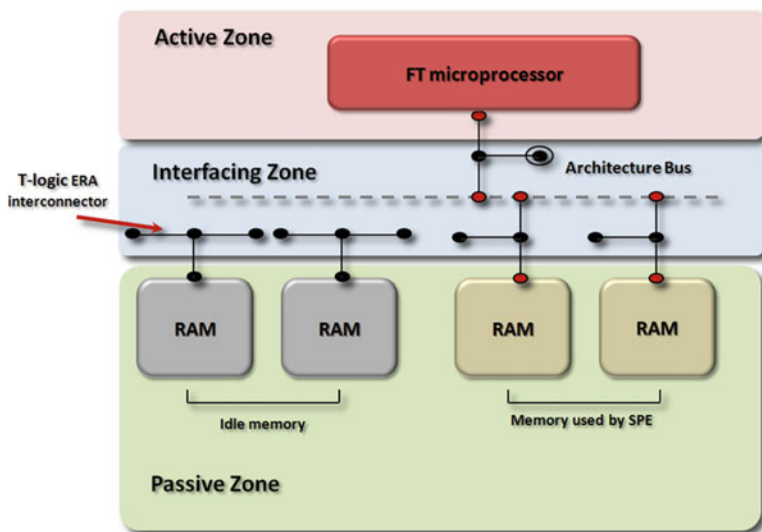 Active Zone
FT microprocessor
T-logic ERA
interconnector
Interfacing Zone
Architecture Bus
RAM
RAM
RAM
RAM
Idle memory
Memory used by SPE
Passive Zone